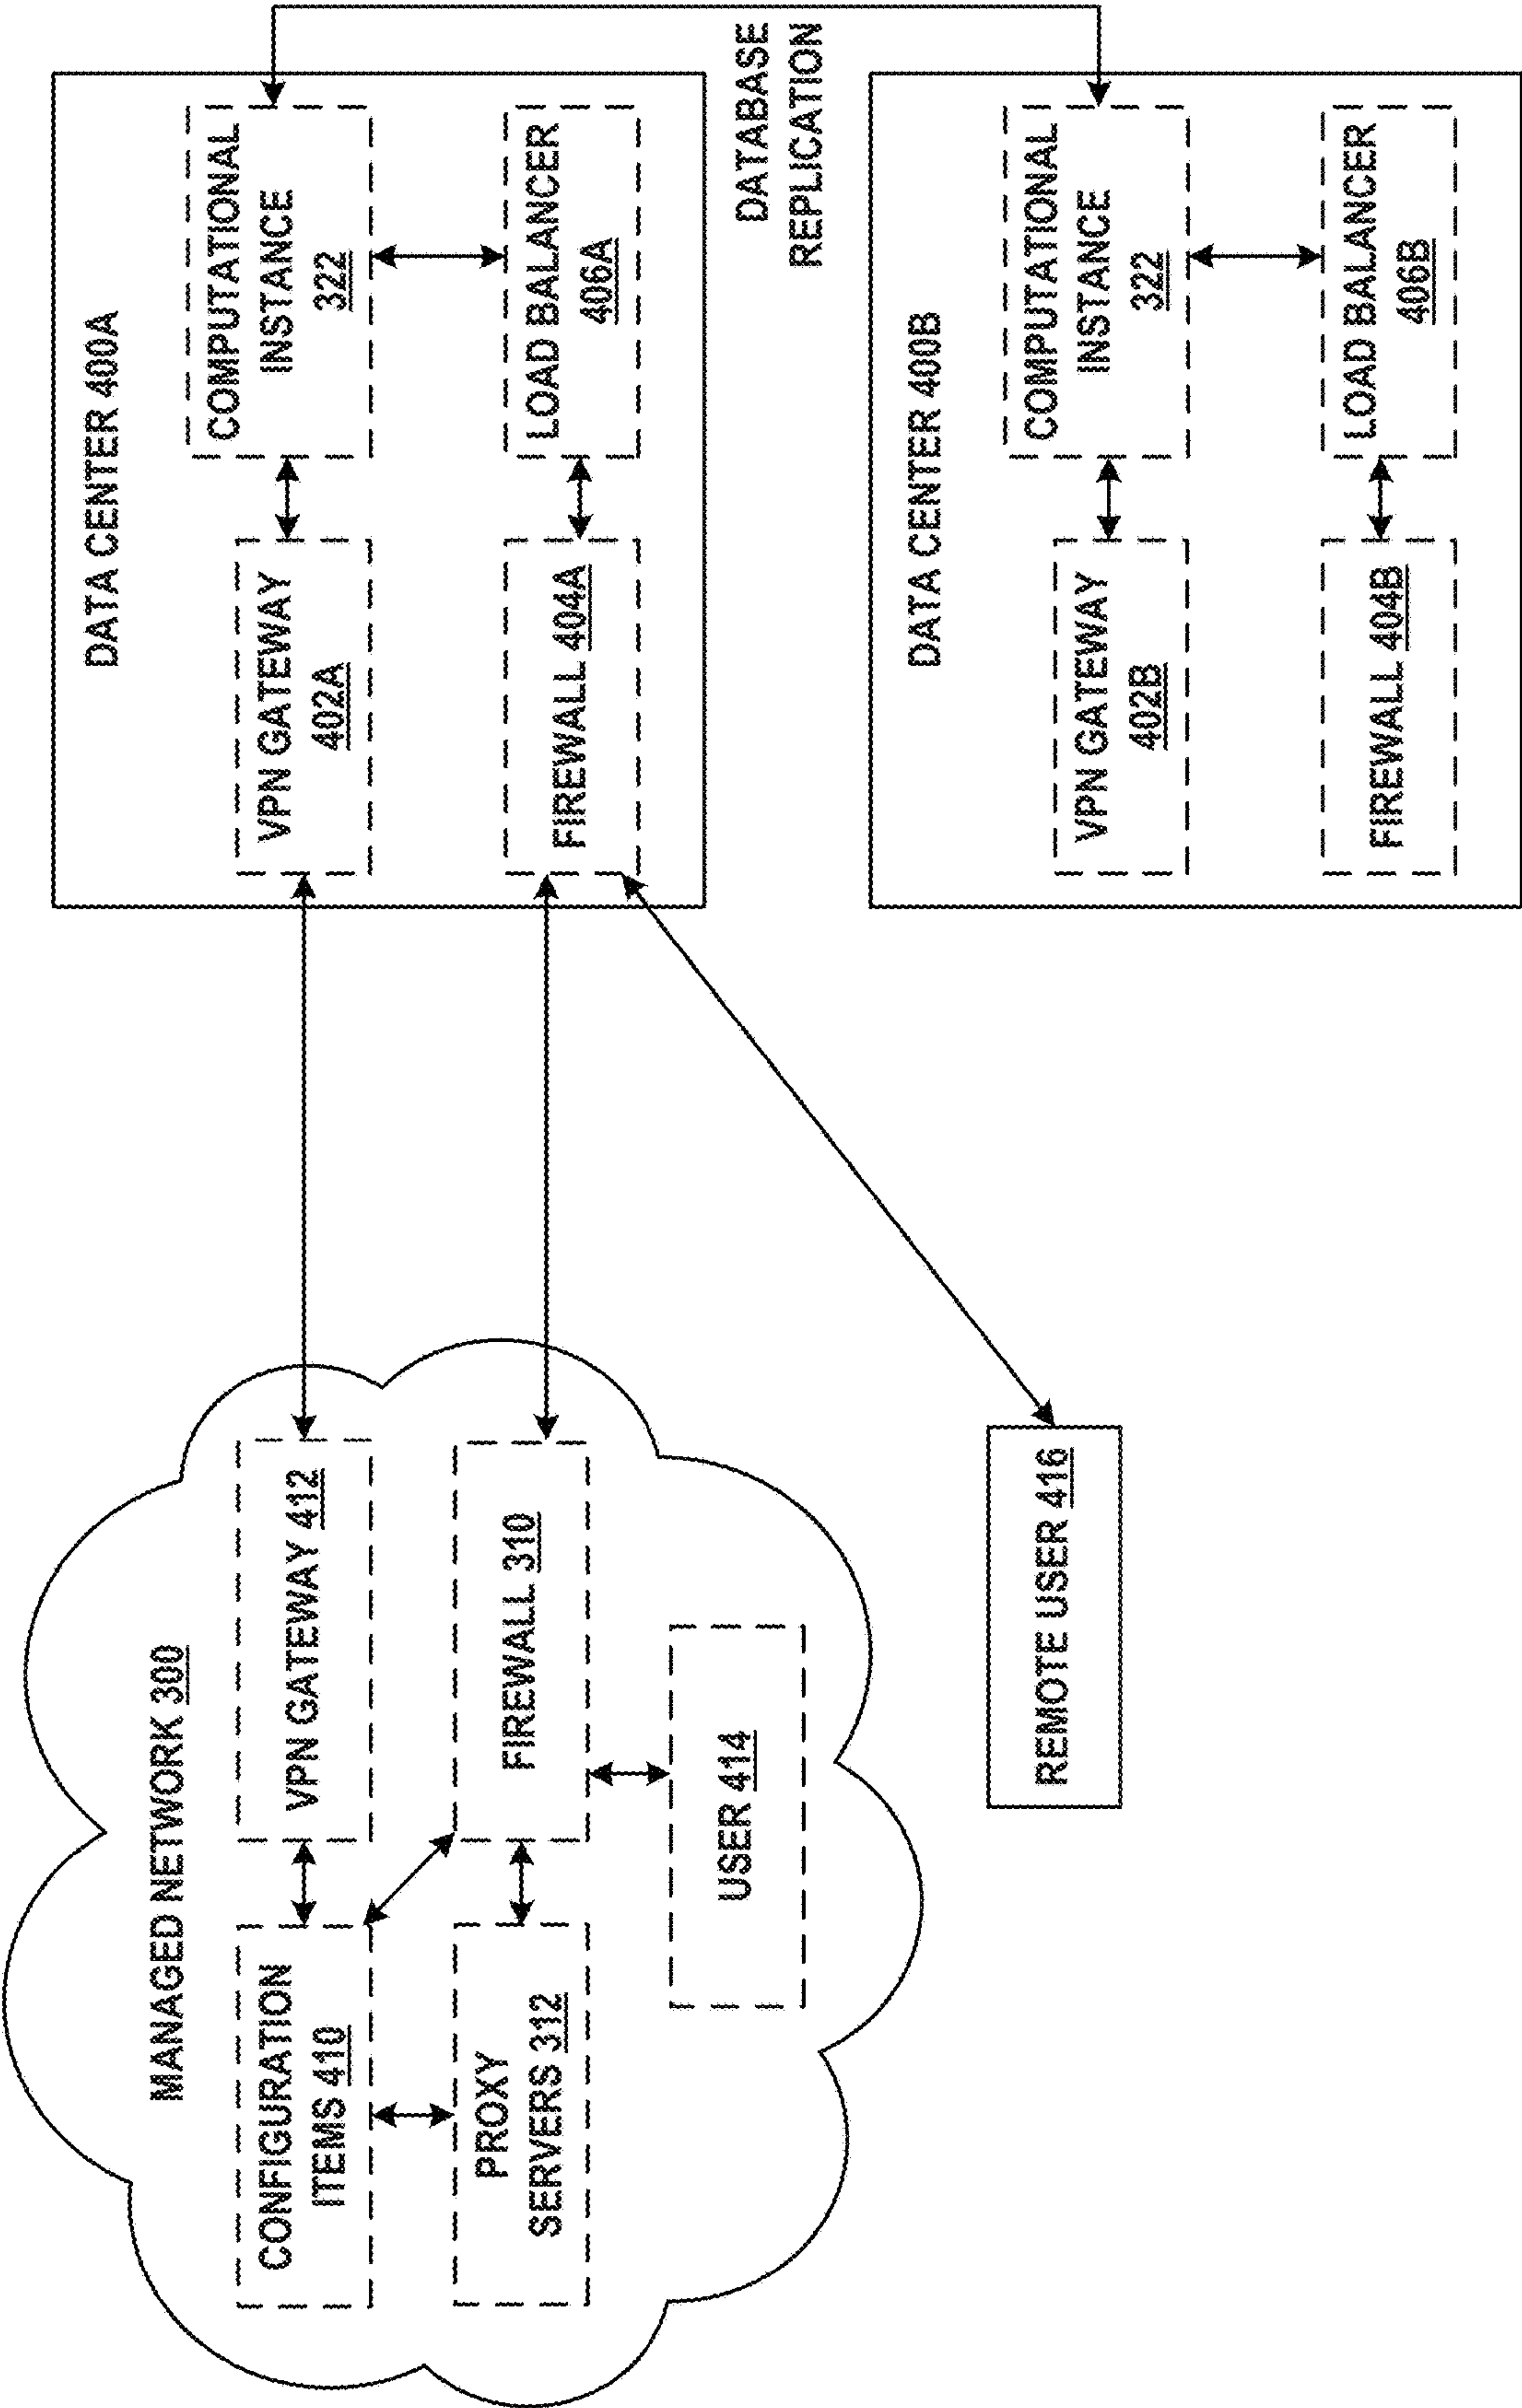 MANAGED NETWORK 300
CONFIGURATION
ITEMS 410
VPN GATEWAY 412
PROXY
SERVERS 312
FIREWALL 310
USER 414
REMOTE USER 416
DATA CENTER 400A
VPN GATEWAY
402A
COMPUTATIONAL
INSTANCE
322
FIREWALL 404A
LOAD BALANCER
406A
DATABASE
REPLICATION
DATA CENTER 400B
VPN GATEWAY
402B
COMPUTATIONAL
INSTANCE
322
FIREWALL 404B
LOAD BALANCER
406B